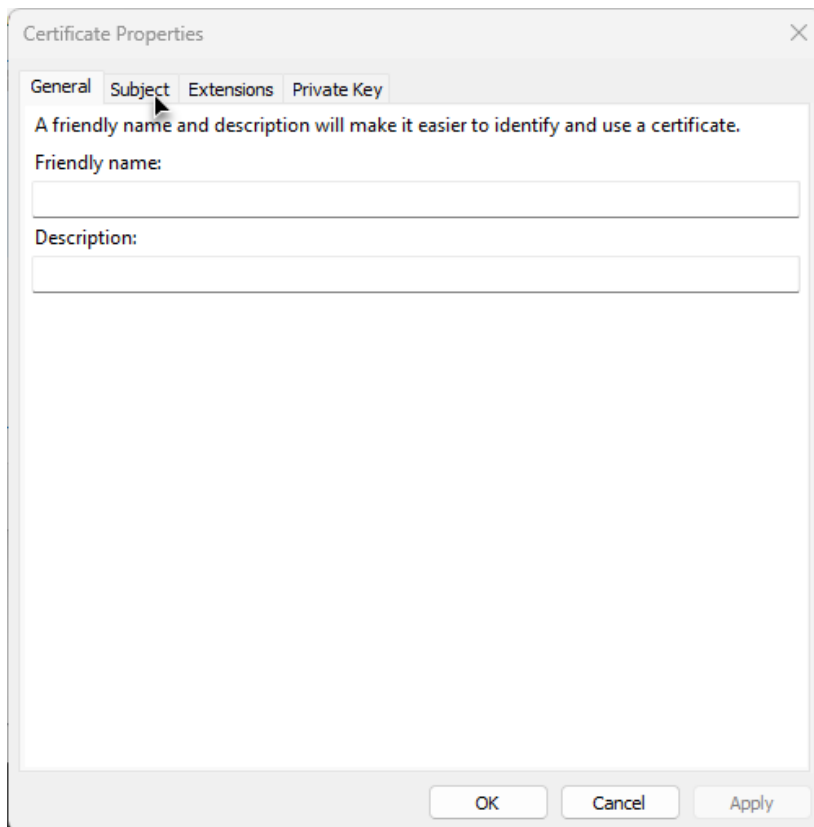 Certificate Properties
General Subject Extensions Private Key
A friendly name and description will make it easier to identify and use a certificate.
Friendly name:
Description:
OK Cancel Apply